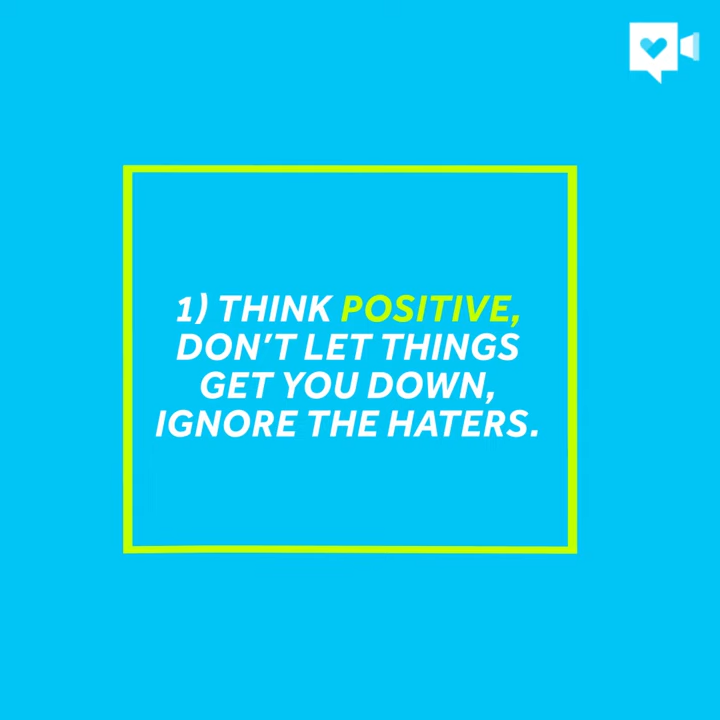 1) THINK POSITIVE,
DON'T LET THINGS
GET YOU DOWN,
IGNORE THE HATERS.